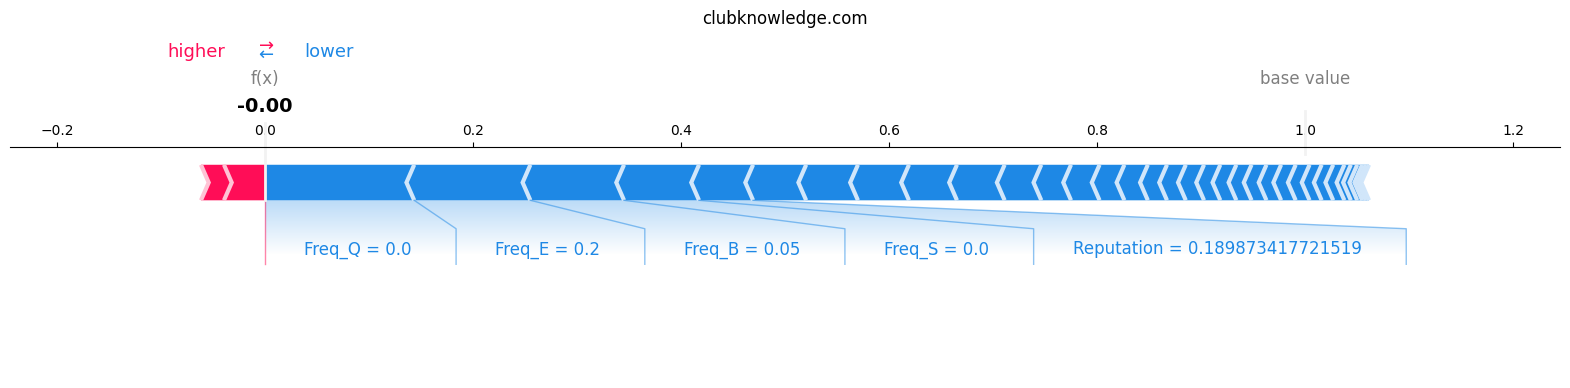 clubknowledge.com
higher ⇄ lower
f(x) base value
-0.00
−0.2 0.0 0.2 0.4 0.6 0.8 1.0 1.2
Freq_Q = 0.0 Freq_E = 0.2 Freq_B = 0.05 Freq_S = 0.0 Reputation = 0.189873417721519